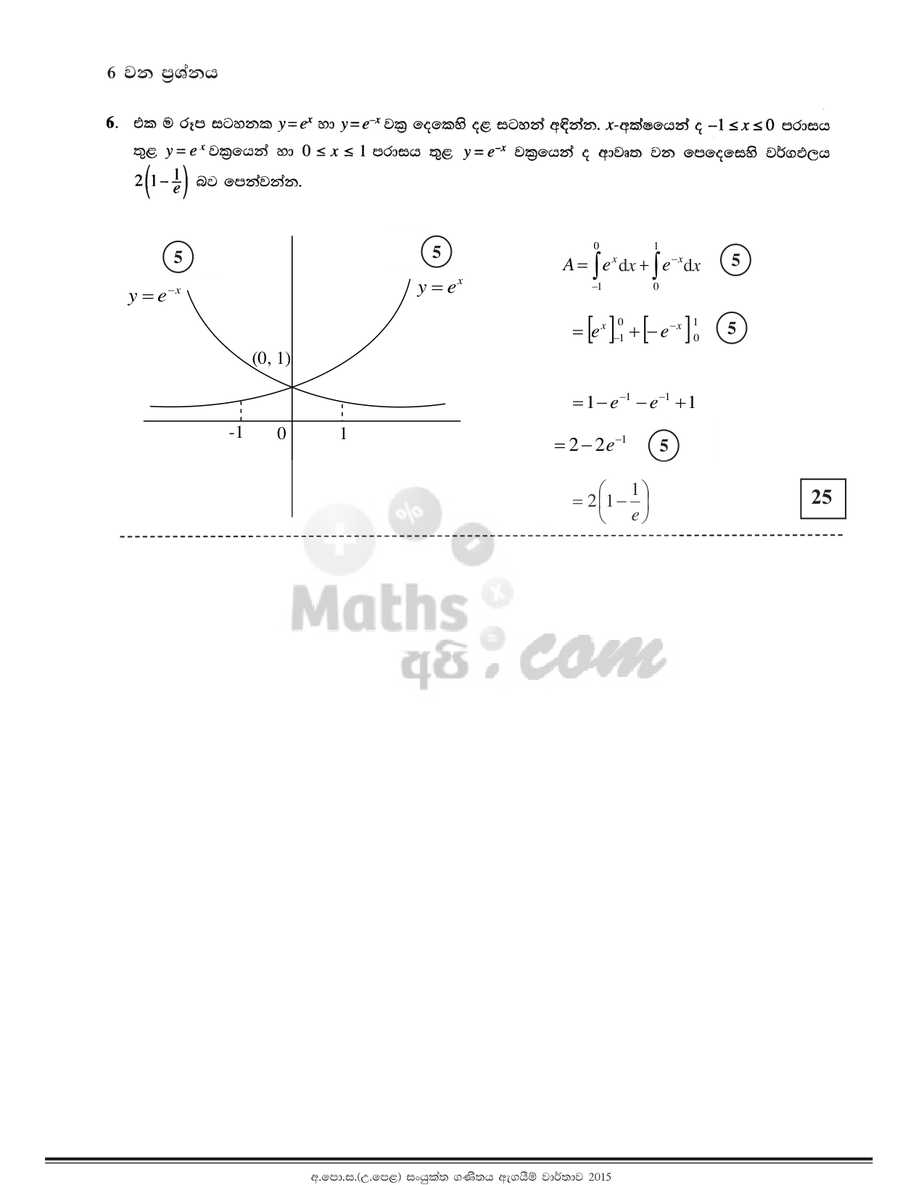 6 වන ප්‍රශ්නය
6. එක ම රූප සටහනක y = e^x හා y = e^{-x} වක්‍ර දෙකෙහි දළ සටහන් අඳින්න. x-අක්ෂයෙන් ද −1 ≤ x ≤ 0 පරාසය
තුළ y = e^x වක්‍රයෙන් හා 0 ≤ x ≤ 1 පරාසය තුළ y = e^{-x} වක්‍රයෙන් ද ආවෘත වන පෙදෙසෙහි වර්ගඵලය
2(1 − 1/e) බව පෙන්වන්න.
5
y = e^{-x}
5
y = e^x
(0, 1)
-1 0 1
A = ∫_{-1}^{0} e^x dx + ∫_{0}^{1} e^{-x} dx 5
= [e^x]_{-1}^{0} + [−e^{-x}]_{0}^{1} 5
= 1 − e^{-1} − e^{-1} + 1
= 2 − 2e^{-1} 5
= 2(1 − 1/e)
25
Maths
අපි.com
අ.පො.ස.(උ.පෙළ) සංයුක්ත ගණිතය ඇගයීම් වාර්තාව 2015